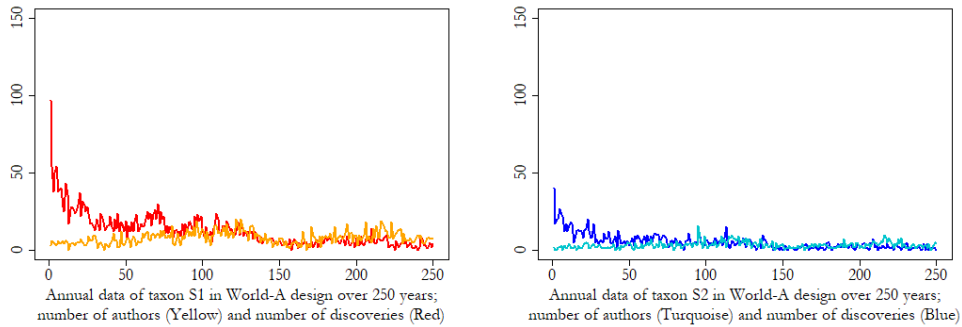 150
100
50
0
0 50 100 150 200 250
Annual data of taxon S1 in World-A design over 250 years;
number of authors (Yellow) and number of discoveries (Red)
150
100
50
0
0 50 100 150 200 250
Annual data of taxon S2 in World-A design over 250 years;
number of authors (Turquoise) and number of discoveries (Blue)